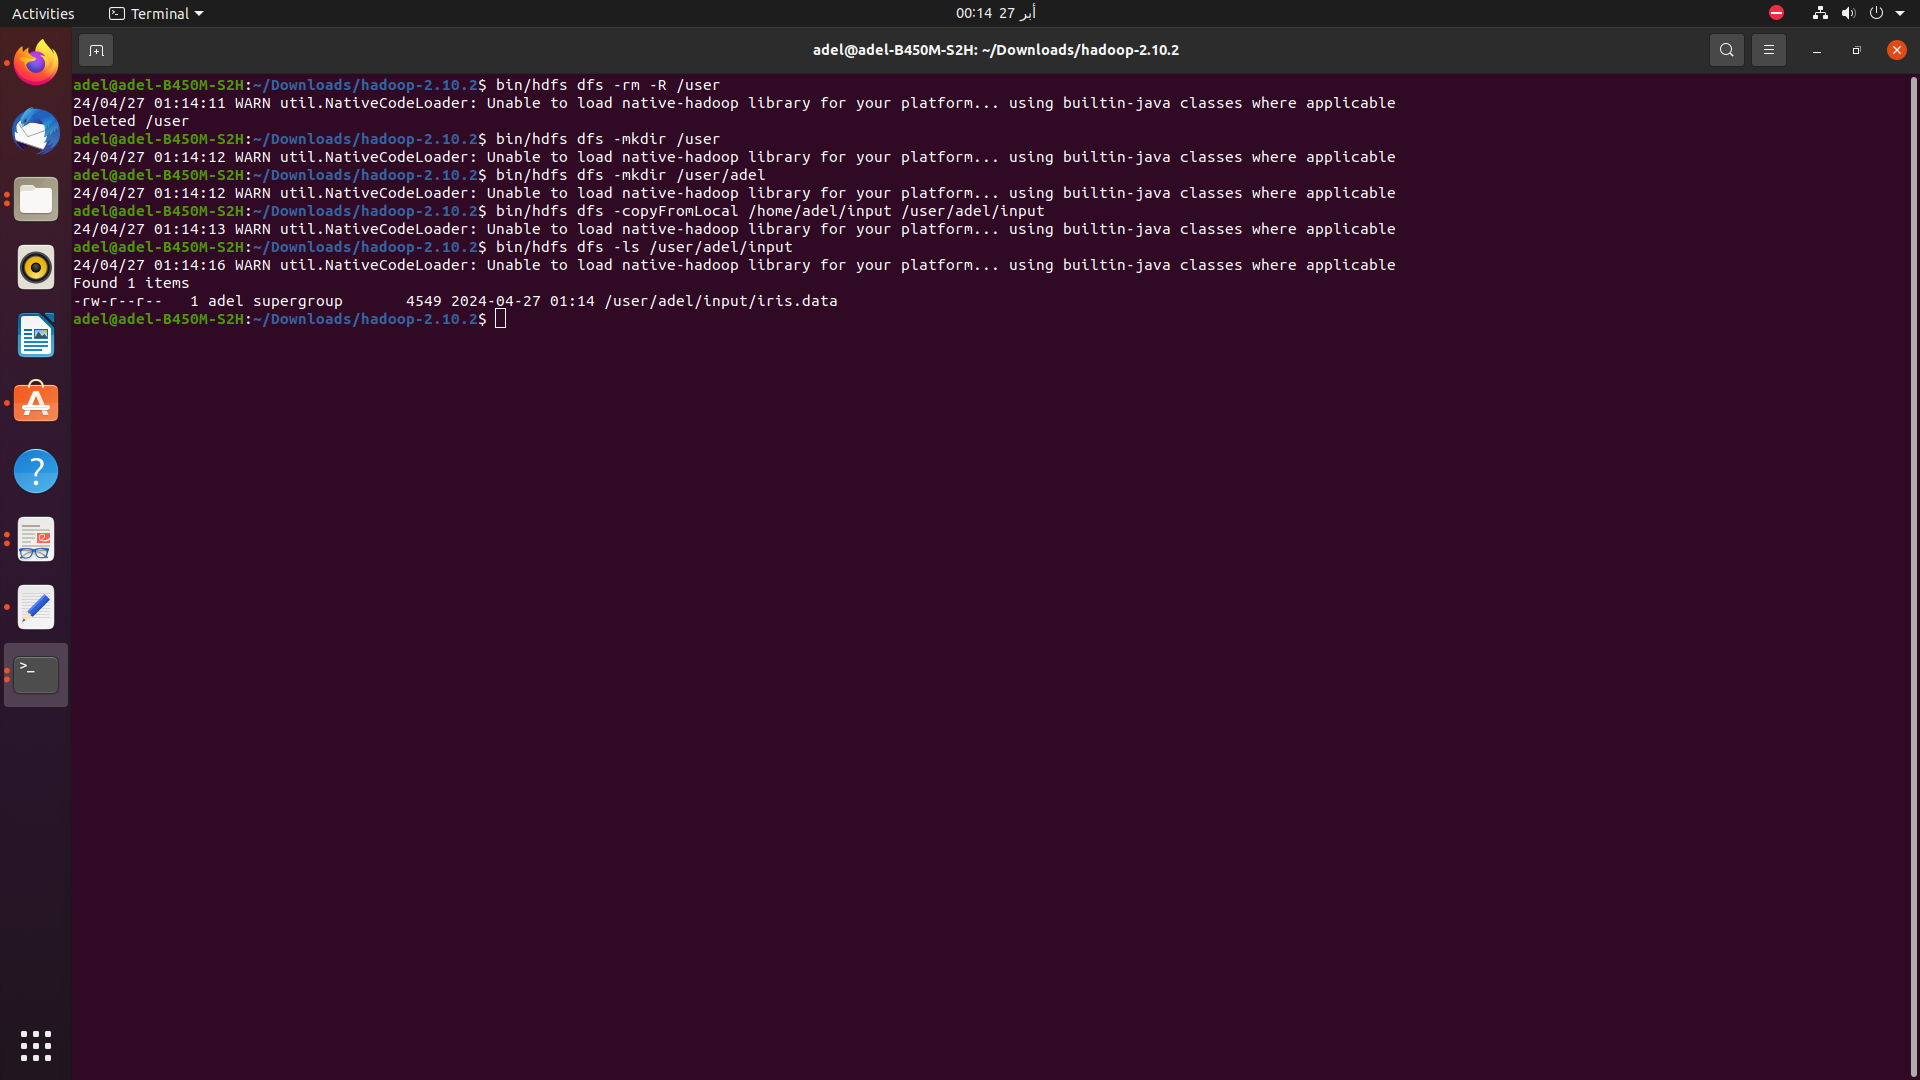 Activities
Terminal
00:14 27 أبر
adel@adel-B450M-S2H: ~/Downloads/hadoop-2.10.2
adel@adel-B450M-S2H:~/Downloads/hadoop-2.10.2$ bin/hdfs dfs -rm -R /user
24/04/27 01:14:11 WARN util.NativeCodeLoader: Unable to load native-hadoop library for your platform... using builtin-java classes where applicable
Deleted /user
adel@adel-B450M-S2H:~/Downloads/hadoop-2.10.2$ bin/hdfs dfs -mkdir /user
24/04/27 01:14:12 WARN util.NativeCodeLoader: Unable to load native-hadoop library for your platform... using builtin-java classes where applicable
adel@adel-B450M-S2H:~/Downloads/hadoop-2.10.2$ bin/hdfs dfs -mkdir /user/adel
24/04/27 01:14:12 WARN util.NativeCodeLoader: Unable to load native-hadoop library for your platform... using builtin-java classes where applicable
adel@adel-B450M-S2H:~/Downloads/hadoop-2.10.2$ bin/hdfs dfs -copyFromLocal /home/adel/input /user/adel/input
24/04/27 01:14:13 WARN util.NativeCodeLoader: Unable to load native-hadoop library for your platform... using builtin-java classes where applicable
adel@adel-B450M-S2H:~/Downloads/hadoop-2.10.2$ bin/hdfs dfs -ls /user/adel/input
24/04/27 01:14:16 WARN util.NativeCodeLoader: Unable to load native-hadoop library for your platform... using builtin-java classes where applicable
Found 1 items
-rw-r--r--   1 adel supergroup       4549 2024-04-27 01:14 /user/adel/input/iris.data
adel@adel-B450M-S2H:~/Downloads/hadoop-2.10.2$